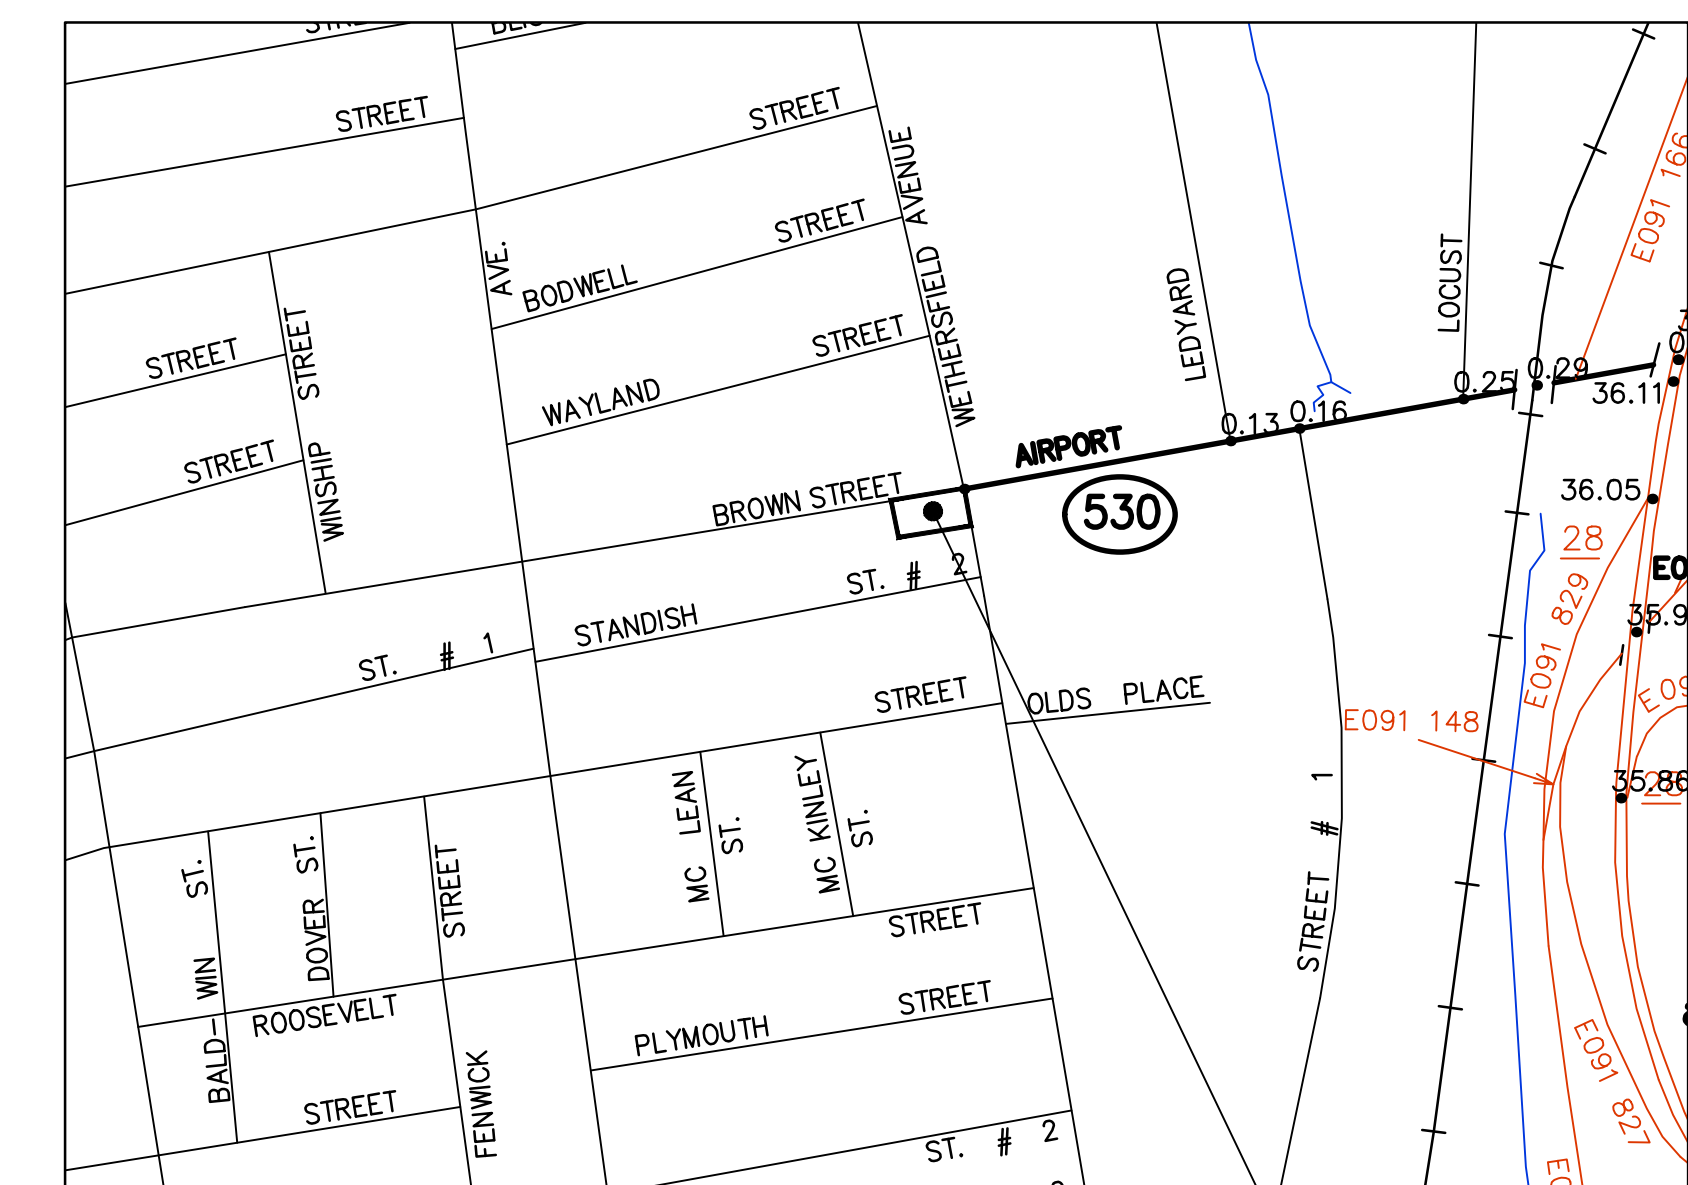 STREET
STREET
AVENUE
WETHERSFIELD
STREET
AVE.
BODWELL
STREET
WAYLAND
STREET
WINSHIP STREET
STREET
LEDYARD
LOCUST
E091 166
0.13
0.16
0.25
0.29
36.11
AIRPORT
530
BROWN STREET
36.05
28
E091 829
ST. # 2
STANDISH
ST. # 1
STREET
OLDS PLACE
E091 148
35.86
28
MC LEAN ST.
MC KINLEY ST.
BALD-WIN ST.
DOVER ST.
STREET
FENWICK
STREET
STREET # 1
ROOSEVELT
STREET
PLYMOUTH
STREET
ST. # 2
E091 827